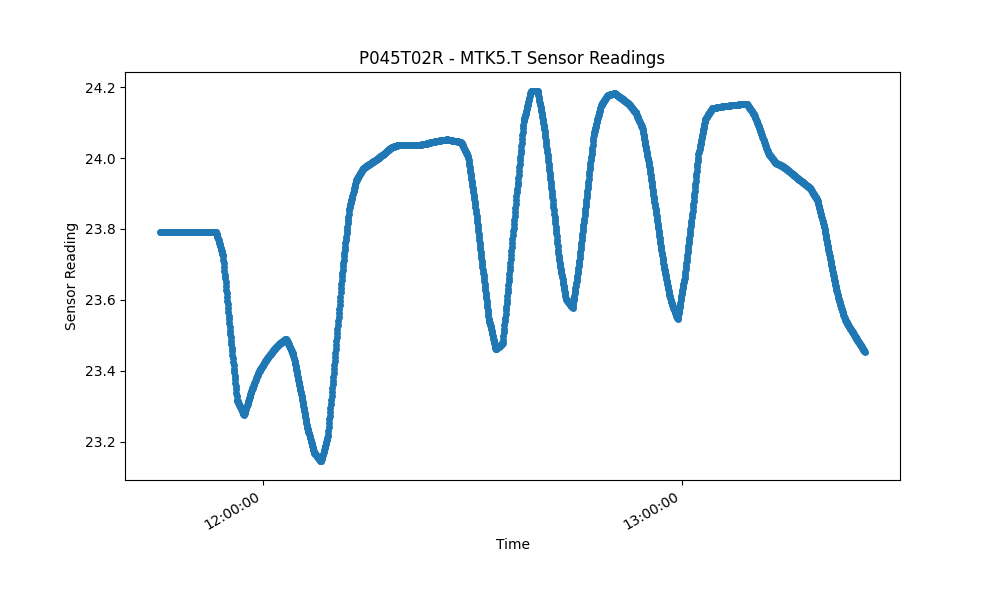 P045T02R - MTK5.T Sensor Readings
24.2
24.0
23.8
23.6
23.4
23.2
Sensor Reading
12:00:00
13:00:00
Time